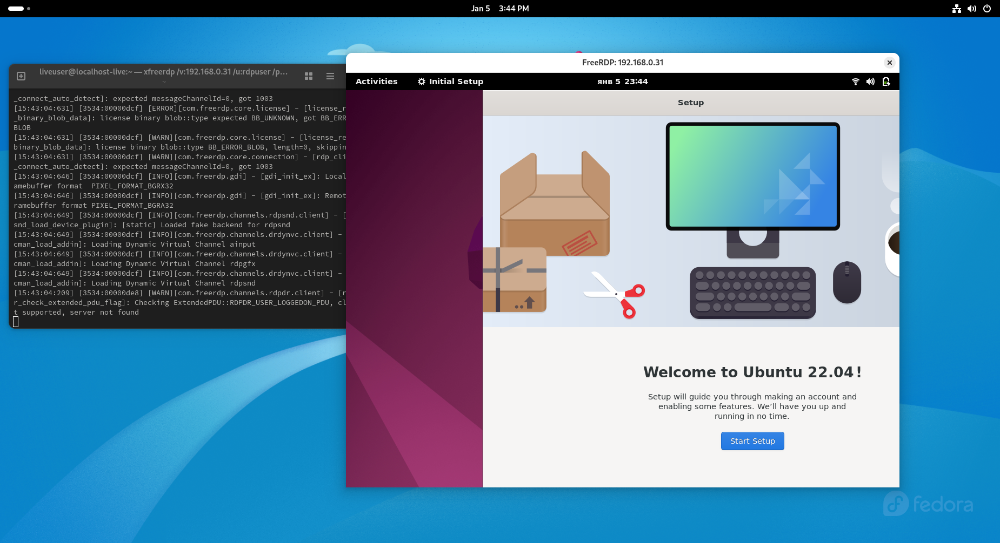 Jan 5 3:44 PM
liveuser@localhost-live:~ — xfreerdp /v:192.168.0.31 /u:rdpuser /p…
~
_connect_auto_detect]: expected messageChannelId=0, got 1003
[15:43:04:631] [3534:00000dcf] [ERROR][com.freerdp.core.license] - [license_r
_binary_blob_data]: license binary blob::type expected BB_UNKNOWN, got BB_ERR
BLOB
[15:43:04:631] [3534:00000dcf] [WARN][com.freerdp.core.license] - [license_re
binary_blob_data]: license binary blob::type BB_ERROR_BLOB, length=0, skippin
[15:43:04:631] [3534:00000dcf] [WARN][com.freerdp.core.connection] - [rdp_cli
_connect_auto_detect]: expected messageChannelId=0, got 1003
[15:43:04:646] [3534:00000dcf] [INFO][com.freerdp.gdi] - [gdi_init_ex]: Local
amebuffer format  PIXEL_FORMAT_BGRX32
[15:43:04:646] [3534:00000dcf] [INFO][com.freerdp.gdi] - [gdi_init_ex]: Remot
ramebuffer format PIXEL_FORMAT_BGRA32
[15:43:04:649] [3534:00000dcf] [INFO][com.freerdp.channels.rdpsnd.client] - [
snd_load_device_plugin]: [static] Loaded fake backend for rdpsnd
[15:43:04:649] [3534:00000dcf] [INFO][com.freerdp.channels.drdynvc.client] -
cman_load_addin]: Loading Dynamic Virtual Channel ainput
[15:43:04:649] [3534:00000dcf] [INFO][com.freerdp.channels.drdynvc.client] -
cman_load_addin]: Loading Dynamic Virtual Channel rdpgfx
[15:43:04:649] [3534:00000dcf] [INFO][com.freerdp.channels.drdynvc.client] -
cman_load_addin]: Loading Dynamic Virtual Channel rdpsnd
[15:43:04:209] [3534:00000de8] [WARN][com.freerdp.channels.rdpdr.client] - [r
r_check_extended_pdu_flag]: Checking ExtendedPDU::RDPDR_USER_LOGGEDON_PDU, cl
t supported, server not found
FreeRDP: 192.168.0.31
Activities Initial Setup янв 5 23:44
Setup
Welcome to Ubuntu 22.04!
Setup will guide you through making an account and
enabling some features. We’ll have you up and
running in no time.
Start Setup
fedora